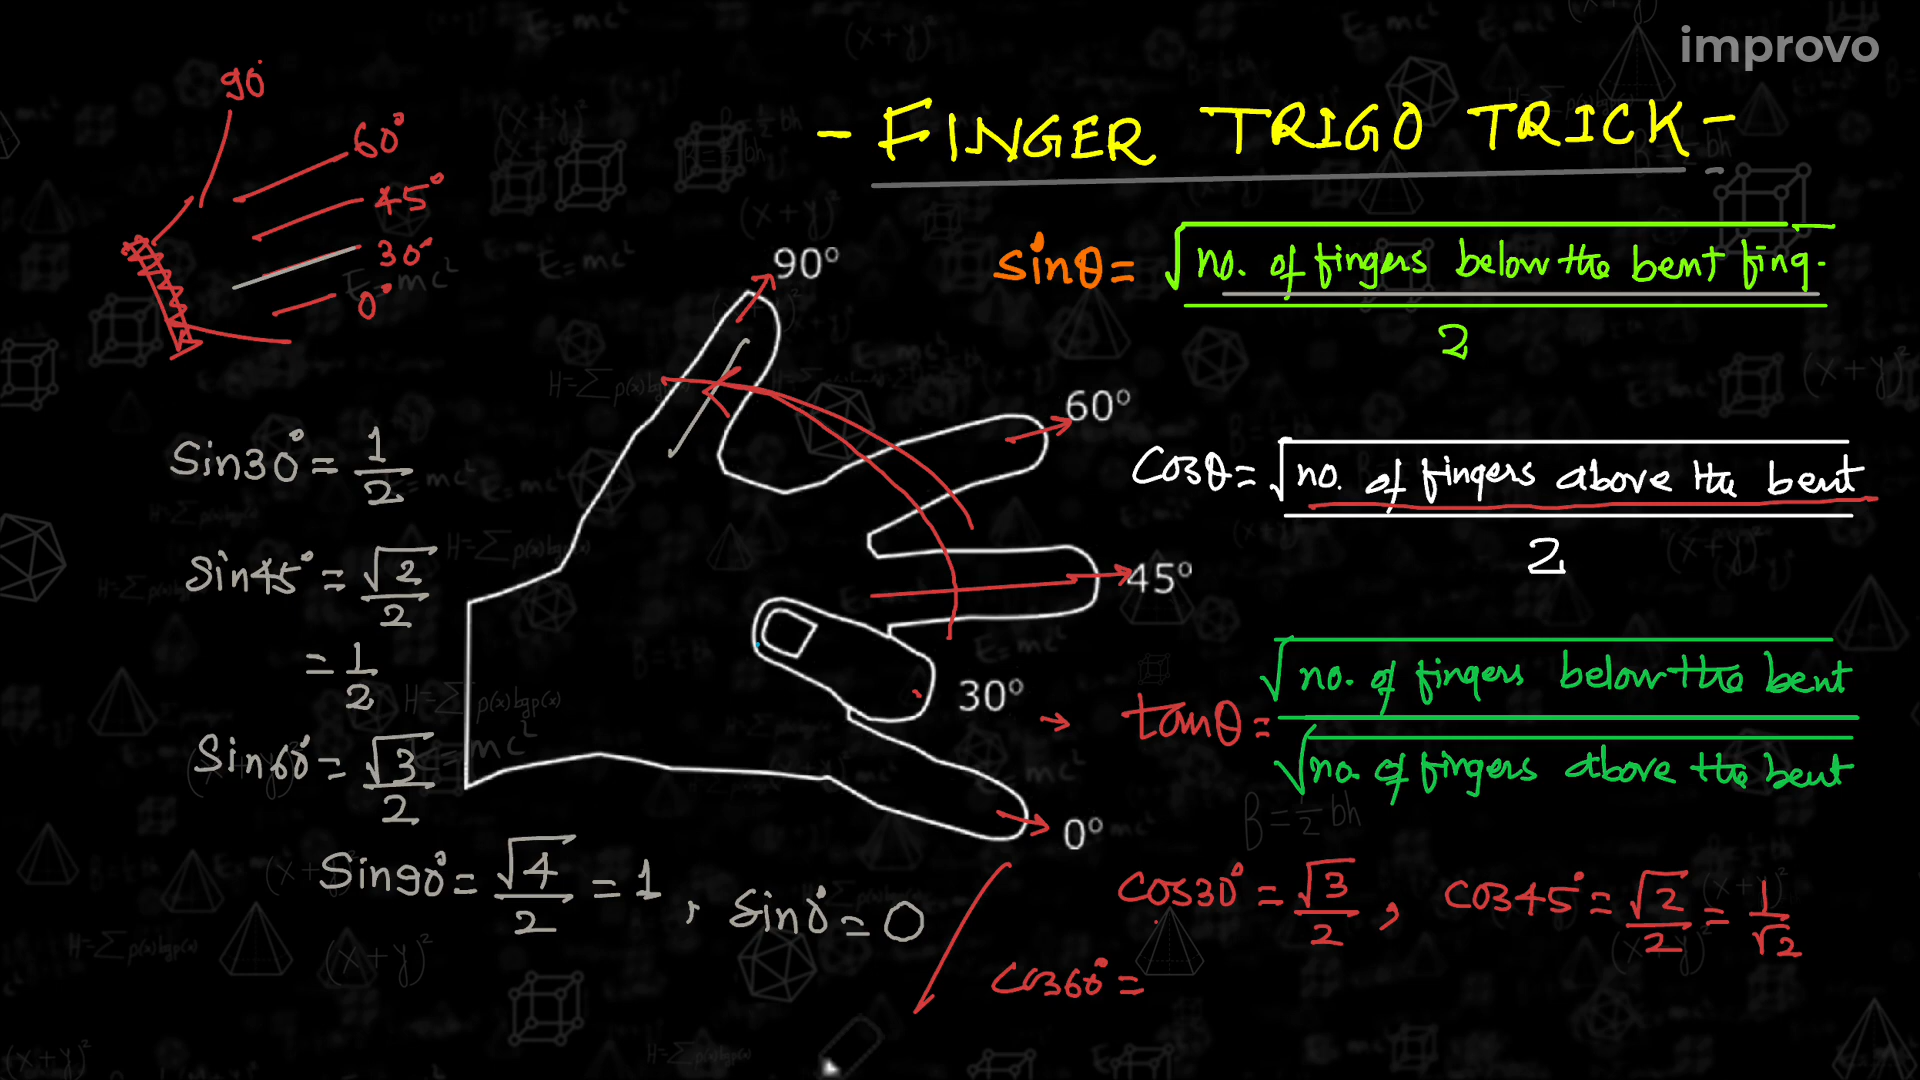 improvo
- FINGER TRIGO TRICK -
90°
60°
45°
30°
0°
sinθ = √no. of fingers below the bent fing. / 2
90°
60°
45°
30°
0°
Cosθ = √no. of fingers above the bent / 2
→ tanθ = √no. of fingers below the bent / √no. of fingers above the bent
Sin30° = 1/2
Sin45° = √2/2
= 1/2
Sin60° = √3/2
Sin90° = √4/2 = 1, Sin0° = 0
Cos30° = √3/2, Cos45° = √2/2 = 1/√2
Cos60° =